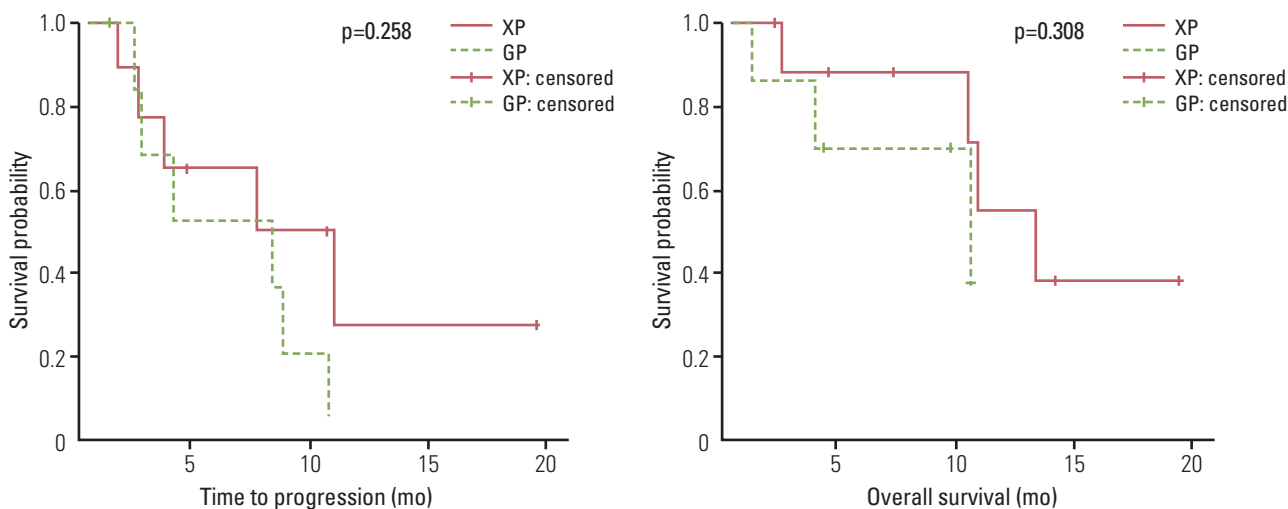 1.0
0.8
0.6
0.4
0.2
0
Survival probability
p=0.258
XP
GP
XP: censored
GP: censored
5
10
15
20
Time to progression (mo)
1.0
0.8
0.6
0.4
0.2
0
Survival probability
p=0.308
XP
GP
XP: censored
GP: censored
5
10
15
20
Overall survival (mo)